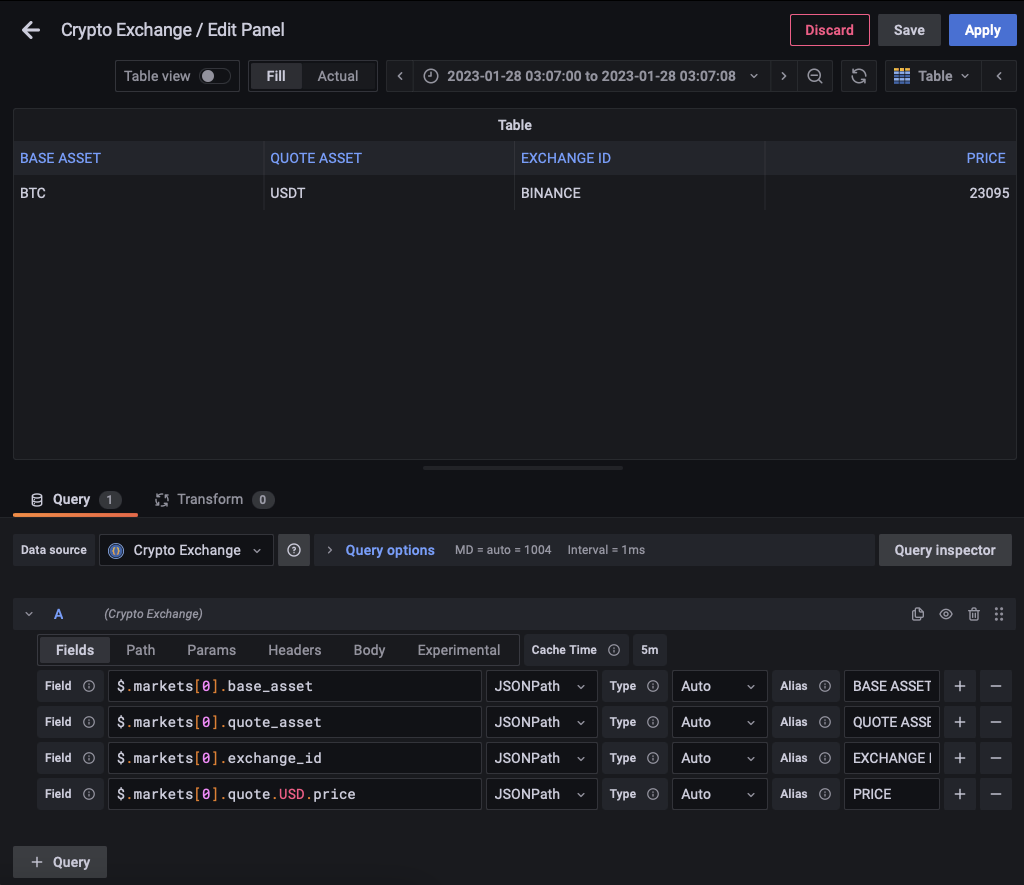 Crypto Exchange / Edit Panel Discard Save Apply
Table view Fill Actual 2023-01-28 03:07:00 to 2023-01-28 03:07:08 Table
Table
BASE ASSET QUOTE ASSET EXCHANGE ID PRICE
BTC USDT BINANCE 23095
Query 1 Transform 0
Data source Crypto Exchange Query options MD = auto = 1004 Interval = 1ms Query inspector
A (Crypto Exchange)
Fields Path Params Headers Body Experimental Cache Time 5m
Field $.markets[0].base_asset JSONPath Type Auto Alias BASE ASSET
Field $.markets[0].quote_asset JSONPath Type Auto Alias QUOTE ASSE
Field $.markets[0].exchange_id JSONPath Type Auto Alias EXCHANGE I
Field $.markets[0].quote.USD.price JSONPath Type Auto Alias PRICE
+ Query